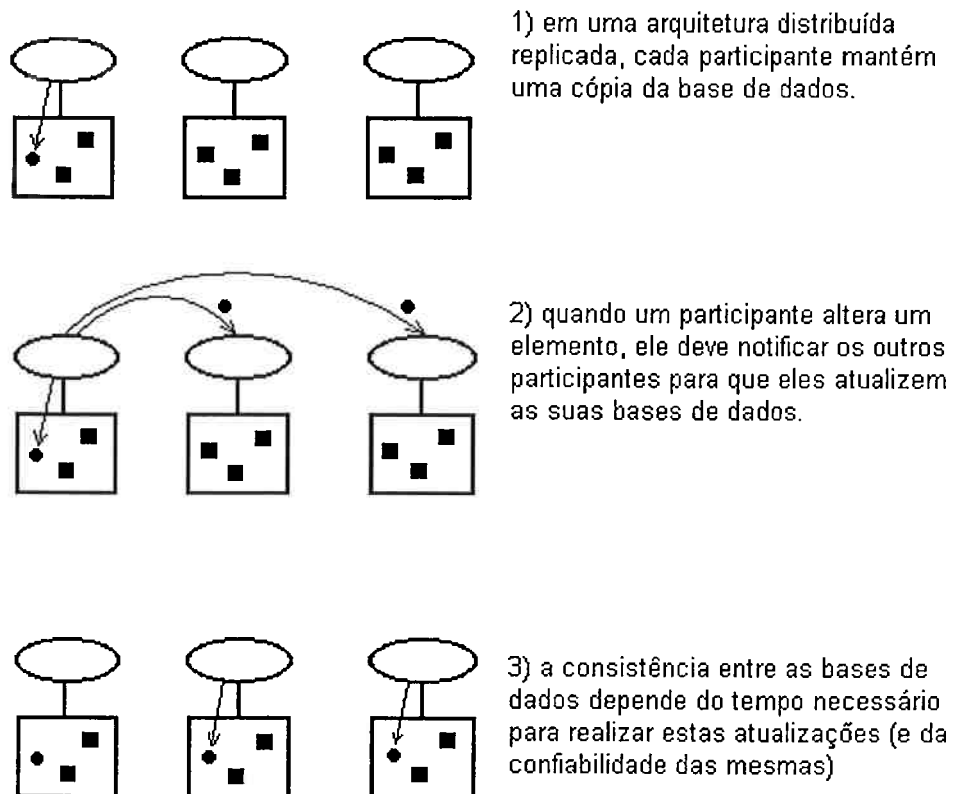 1) em uma arquitetura distribuída
replicada, cada participante mantém
uma cópia da base de dados.
2) quando um participante altera um
elemento, ele deve notificar os outros
participantes para que eles atualizem
as suas bases de dados.
3) a consistência entre as bases de
dados depende do tempo necessário
para realizar estas atualizações (e da
confiabilidade das mesmas)